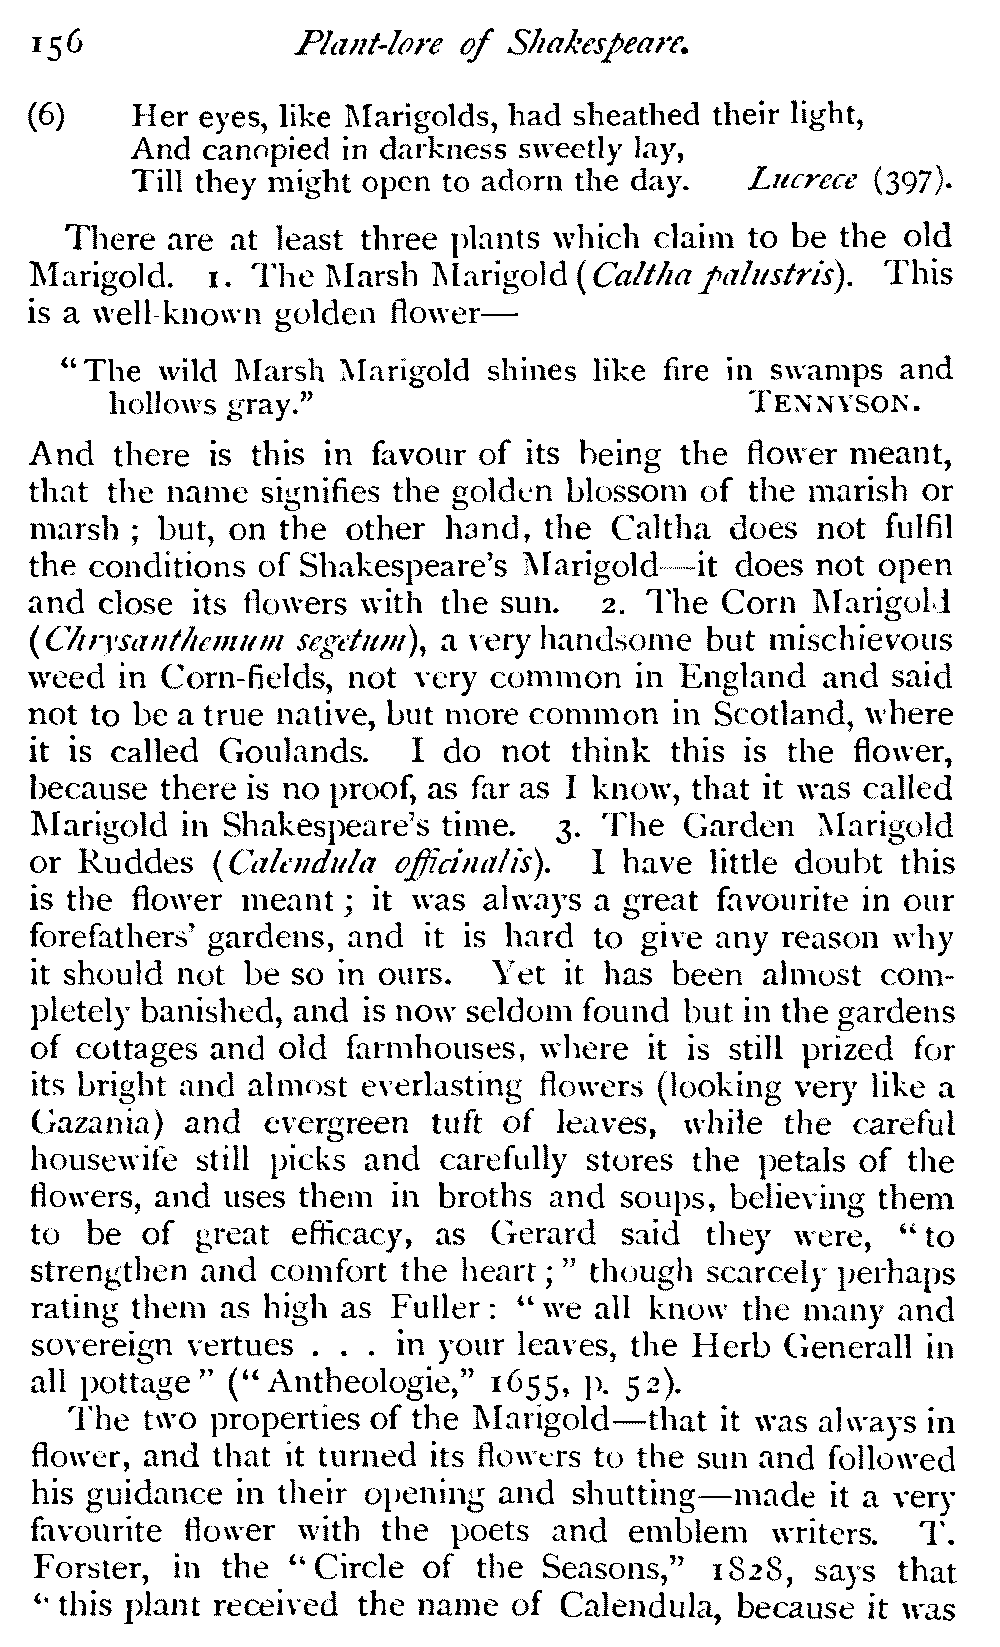 156 Plant-lore of Shakespeare.
(6) Her eyes, like Marigolds, had sheathed their light,
And canopied in darkness sweetly lay,
Till they might open to adorn the day. Lucrece (397).
There are at least three plants which claim to be the old
Marigold. 1. The Marsh Marigold (Caltha palustris). This
is a well-known golden flower—
“The wild Marsh Marigold shines like fire in swamps and
hollows gray.” TENNYSON.
And there is this in favour of its being the flower meant,
that the name signifies the golden blossom of the marish or
marsh ; but, on the other hand, the Caltha does not fulfil
the conditions of Shakespeare's Marigold—it does not open
and close its flowers with the sun. 2. The Corn Marigold
(Chrysanthemum segetum), a very handsome but mischievous
weed in Corn-fields, not very common in England and said
not to be a true native, but more common in Scotland, where
it is called Goulands. I do not think this is the flower,
because there is no proof, as far as I know, that it was called
Marigold in Shakespeare's time. 3. The Garden Marigold
or Ruddes (Calendula officinalis). I have little doubt this
is the flower meant ; it was always a great favourite in our
forefathers' gardens, and it is hard to give any reason why
it should not be so in ours. Yet it has been almost com-
pletely banished, and is now seldom found but in the gardens
of cottages and old farmhouses, where it is still prized for
its bright and almost everlasting flowers (looking very like a
Gazania) and evergreen tuft of leaves, while the careful
housewife still picks and carefully stores the petals of the
flowers, and uses them in broths and soups, believing them
to be of great efficacy, as Gerard said they were, “to
strengthen and comfort the heart ;” though scarcely perhaps
rating them as high as Fuller: “we all know the many and
sovereign vertues . . . in your leaves, the Herb Generall in
all pottage” (“Antheologie,” 1655, p. 52).
The two properties of the Marigold—that it was always in
flower, and that it turned its flowers to the sun and followed
his guidance in their opening and shutting—made it a very
favourite flower with the poets and emblem writers. T.
Forster, in the “Circle of the Seasons,” 1828, says that
“this plant received the name of Calendula, because it was